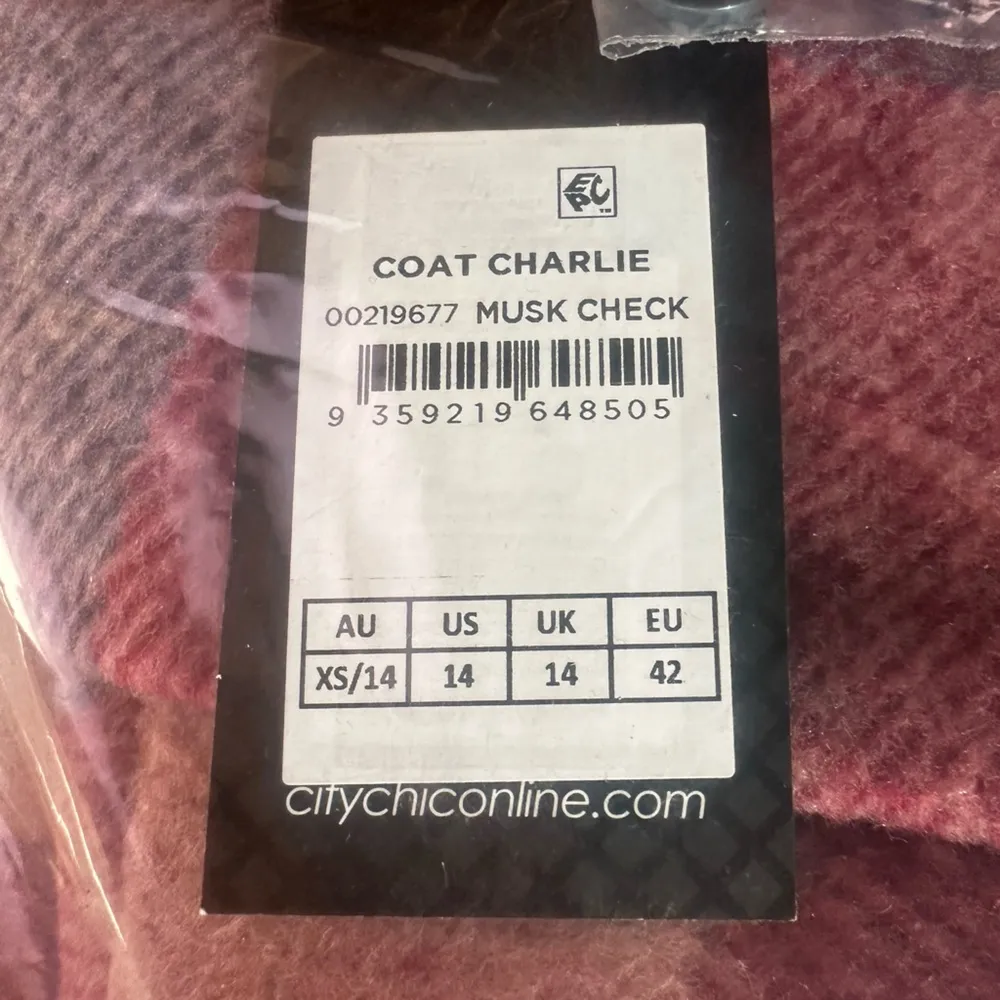 EPC™
COAT CHARLIE
00219677 MUSK CHECK
9 359219 648505
AU US UK EU
XS/14 14 14 42
citychiconline.com